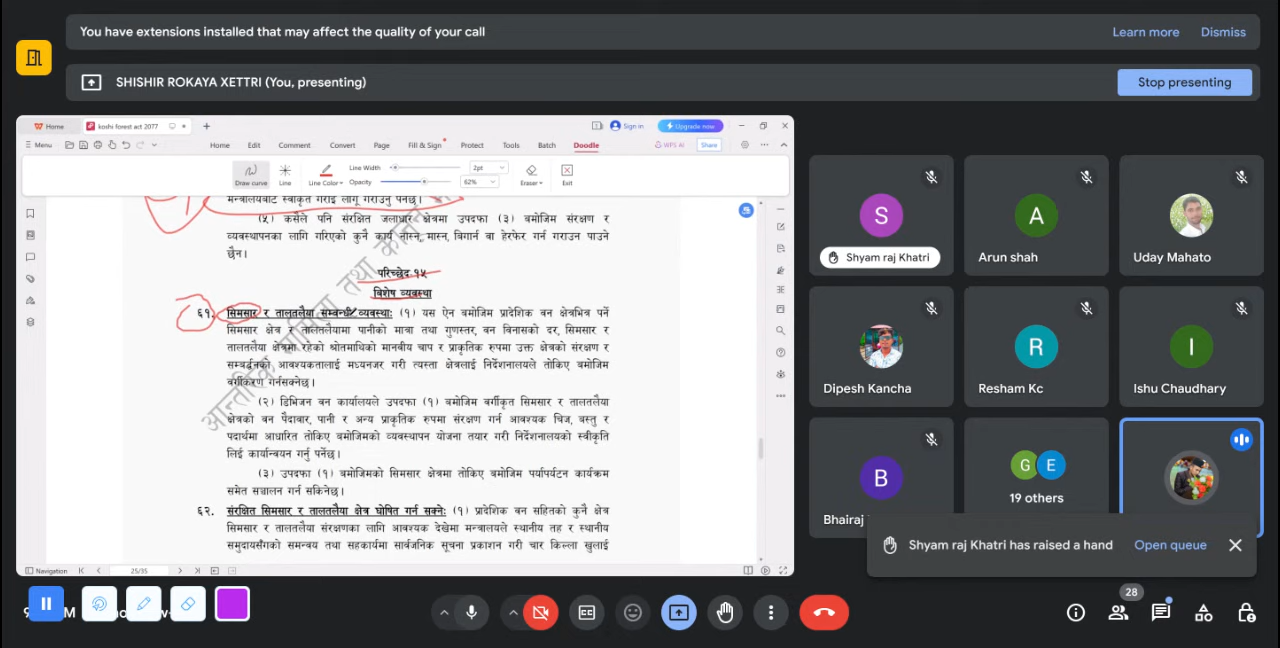 You have extensions installed that may affect the quality of your call
Learn more
Dismiss
SHISHIR ROKAYA XETTRI (You, presenting)
Stop presenting
Home
koshi forest act 2077
Sign in
Upgrade now
Menu
Home Edit Comment Convert Page Fill & Sign Protect Tools Batch Doodle
WPS AI
Share
Draw curve
Line
Line Color
Line Width
2pt
Opacity
62%
Eraser
Exit
मन्त्रालयबाट स्वीकृत गराई लागू गराउनु पर्नेछ।
(५) कसैले पनि संरक्षित जलाधार क्षेत्रमा उपदफा (३) बमोजिम संरक्षण र
व्यवस्थापनका लागि गरिएको कुनै कार्य नास्न, मास्न, बिगार्न वा हेरफेर गर्न गराउन पाउने
छैन।
परिच्छेद १५
विशेष व्यवस्था
६१. सिमसार र तालतलैया सम्बन्धी व्यवस्थाः (१) यस ऐन बमोजिम प्रादेशिक वन क्षेत्रभित्र पर्ने
सिमसार क्षेत्र र तालतलैयामा पानीको मात्रा तथा गुणस्तर, वन विनासको दर, सिमसार र
तालतलैया क्षेत्रमा रहेको श्रोतमाथिको मानवीय चाप र प्राकृतिक रुपमा उक्त क्षेत्रको संरक्षण र
सम्बर्द्धनको आवश्यकतालाई मध्यनजर गरी त्यस्ता क्षेत्रलाई निर्देशनालयले तोकिए बमोजिम
वर्गीकरण गर्नसक्नेछ।
(२) डिभिजन वन कार्यालयले उपदफा (१) बमोजिम वर्गीकृत सिमसार र तालतलैया
क्षेत्रको वन पैदावार, पानी र अन्य प्राकृतिक रुपमा संरक्षण गर्न आवश्यक चिज, वस्तु र
पदार्थमा आधारित तोकिए बमोजिमको व्यवस्थापन योजना तयार गरी निर्देशनालयको स्वीकृति
लिई कार्यान्वयन गर्नु पर्नेछ।
(३) उपदफा (१) बमोजिमको सिमसार क्षेत्रमा तोकिए बमोजिम पर्यापर्यटन कार्यक्रम
समेत सञ्चालन गर्न सकिनेछ।
६२. संरक्षित सिमसार र तालतलैया क्षेत्र घोषित गर्न सक्नेः (१) प्रादेशिक वन सहितको कुनै क्षेत्र
सिमसार र तालतलैया संरक्षणका लागि आवश्यक देखेमा मन्त्रालयले स्थानीय तह र स्थानीय
समुदायसँगको समन्वय तथा सहकार्यमा सार्वजनिक सूचना प्रकाशन गरी चार किल्ला खुलाई
Navigation
25/35
S
Shyam raj Khatri
A
Arun shah
Uday Mahato
Dipesh Kancha
R
Resham Kc
I
Ishu Chaudhary
B
Bhairaj
G E
19 others
Shyam raj Khatri has raised a hand
Open queue
28